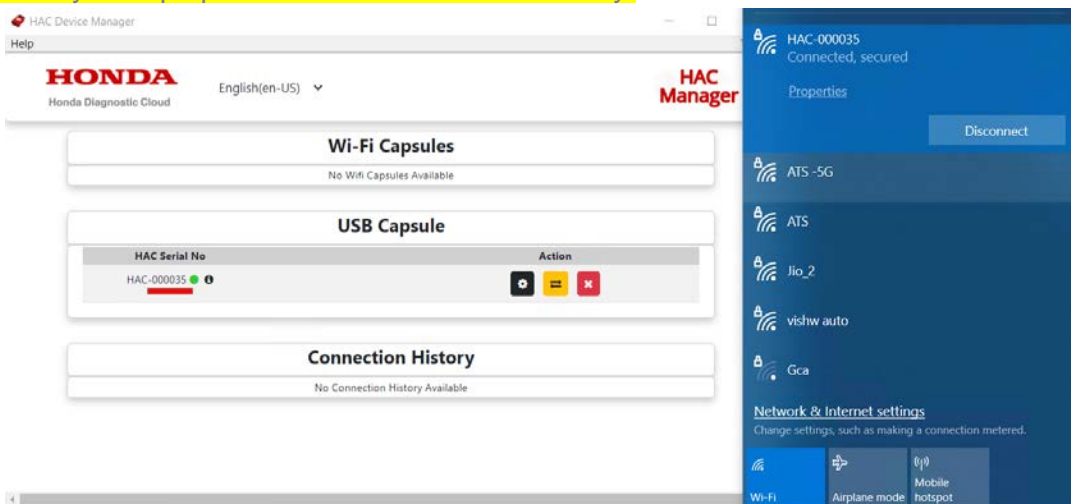 HAC Device Manager
Help
HONDA
Honda Diagnostic Cloud
English(en-US)
HAC
Manager
Wi-Fi Capsules
No Wifi Capsules Available
USB Capsule
HAC Serial No
Action
HAC-000035
Connection History
No Connection History Available
HAC-000035
Connected, secured
Properties
Disconnect
ATS -5G
ATS
Jio_2
vishw auto
Gca
Network & Internet settings
Change settings, such as making a connection metered.
Wi-Fi
Airplane mode
Mobile
hotspot